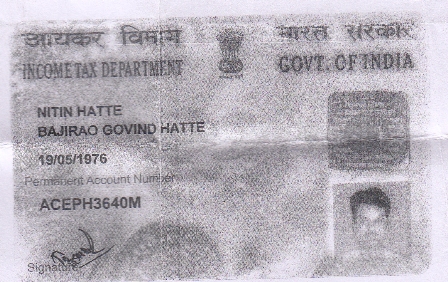 आयकर विभाग
INCOME TAX DEPARTMENT
भारत सरकार
GOVT. OF INDIA
NITIN HATTE
BAJIRAO GOVIND HATTE
19/05/1976
Permanent Account Number
ACEPH3640M
Signature